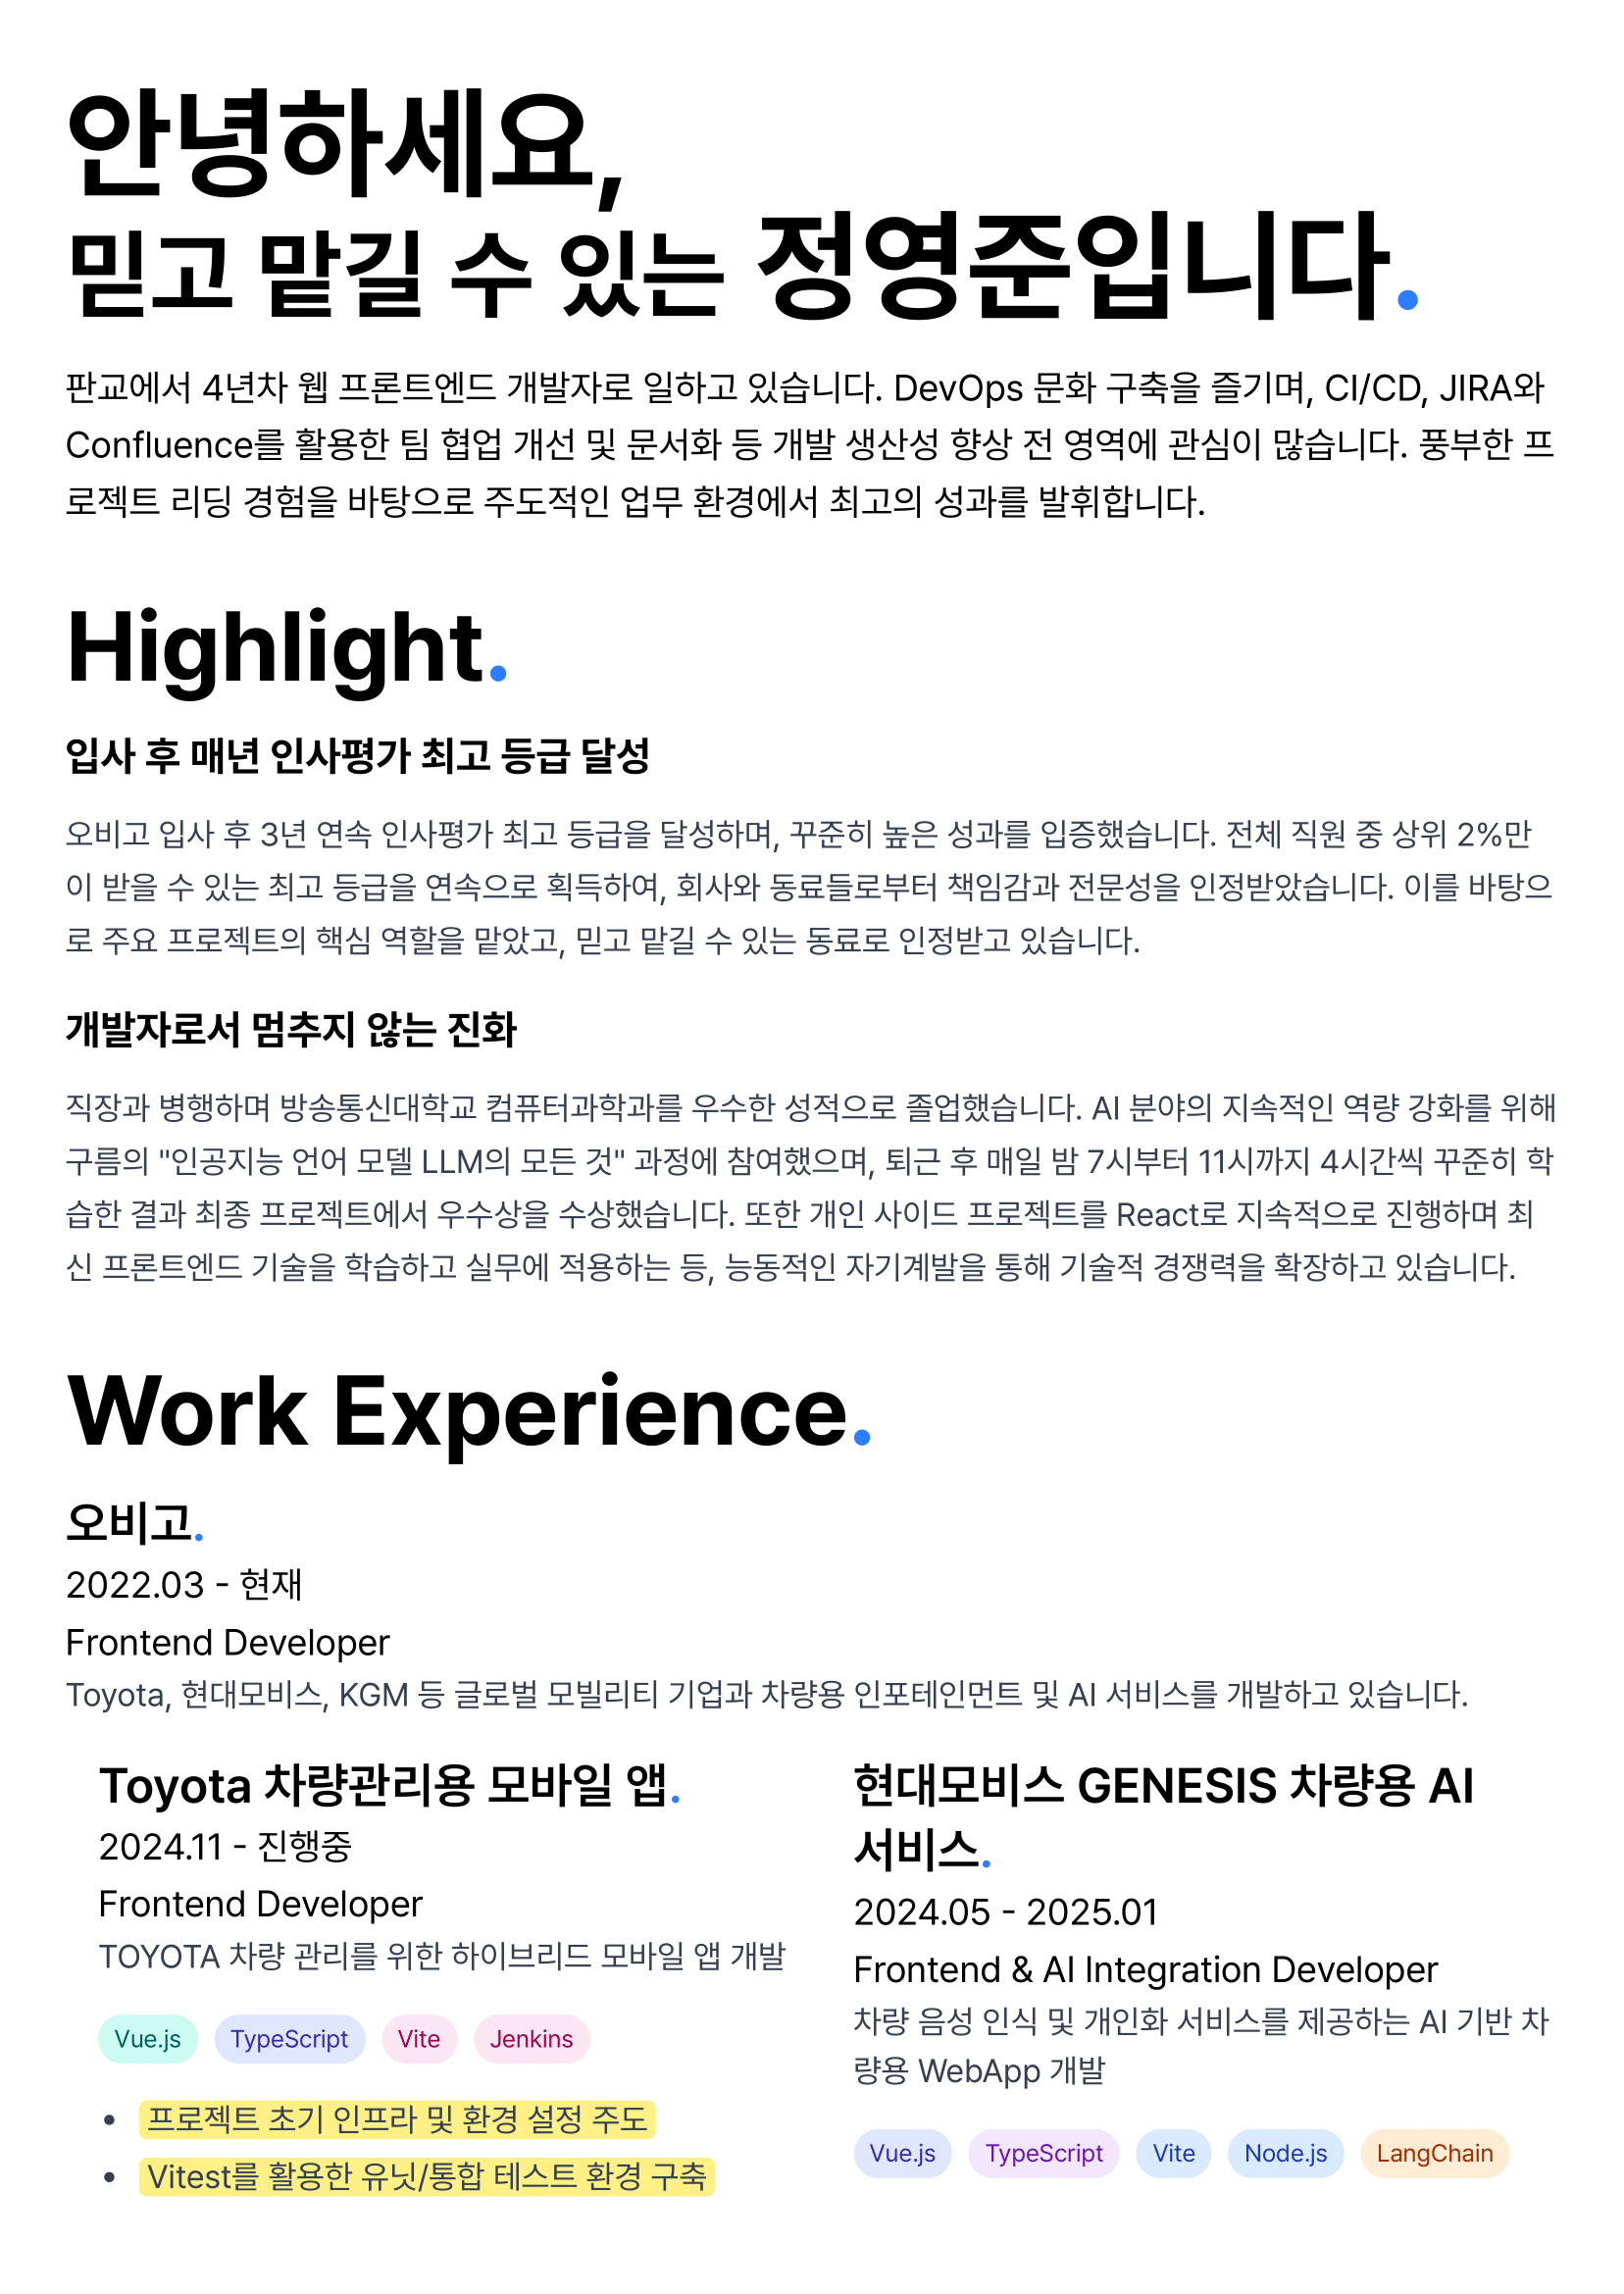 안녕하세요,
믿고 맡길 수 있는 정영준입니다.
판교에서 4년차 웹 프론트엔드 개발자로 일하고 있습니다. DevOps 문화 구축을 즐기며, CI/CD, JIRA와
Confluence를 활용한 팀 협업 개선 및 문서화 등 개발 생산성 향상 전 영역에 관심이 많습니다. 풍부한 프
로젝트 리딩 경험을 바탕으로 주도적인 업무 환경에서 최고의 성과를 발휘합니다.
Highlight.
입사 후 매년 인사평가 최고 등급 달성
오비고 입사 후 3년 연속 인사평가 최고 등급을 달성하며, 꾸준히 높은 성과를 입증했습니다. 전체 직원 중 상위 2%만
이 받을 수 있는 최고 등급을 연속으로 획득하여, 회사와 동료들로부터 책임감과 전문성을 인정받았습니다. 이를 바탕으
로 주요 프로젝트의 핵심 역할을 맡았고, 믿고 맡길 수 있는 동료로 인정받고 있습니다.
개발자로서 멈추지 않는 진화
직장과 병행하며 방송통신대학교 컴퓨터과학과를 우수한 성적으로 졸업했습니다. AI 분야의 지속적인 역량 강화를 위해
구름의 "인공지능 언어 모델 LLM의 모든 것" 과정에 참여했으며, 퇴근 후 매일 밤 7시부터 11시까지 4시간씩 꾸준히 학
습한 결과 최종 프로젝트에서 우수상을 수상했습니다. 또한 개인 사이드 프로젝트를 React로 지속적으로 진행하며 최
신 프론트엔드 기술을 학습하고 실무에 적용하는 등, 능동적인 자기계발을 통해 기술적 경쟁력을 확장하고 있습니다.
Work Experience.
오비고.
2022.03 - 현재
Frontend Developer
Toyota, 현대모비스, KGM 등 글로벌 모빌리티 기업과 차량용 인포테인먼트 및 AI 서비스를 개발하고 있습니다.
Toyota 차량관리용 모바일 앱.
2024.11 - 진행중
Frontend Developer
TOYOTA 차량 관리를 위한 하이브리드 모바일 앱 개발
Vue.js TypeScript Vite Jenkins
• 프로젝트 초기 인프라 및 환경 설정 주도
• Vitest를 활용한 유닛/통합 테스트 환경 구축
현대모비스 GENESIS 차량용 AI
서비스.
2024.05 - 2025.01
Frontend & AI Integration Developer
차량 음성 인식 및 개인화 서비스를 제공하는 AI 기반 차
량용 WebApp 개발
Vue.js TypeScript Vite Node.js LangChain